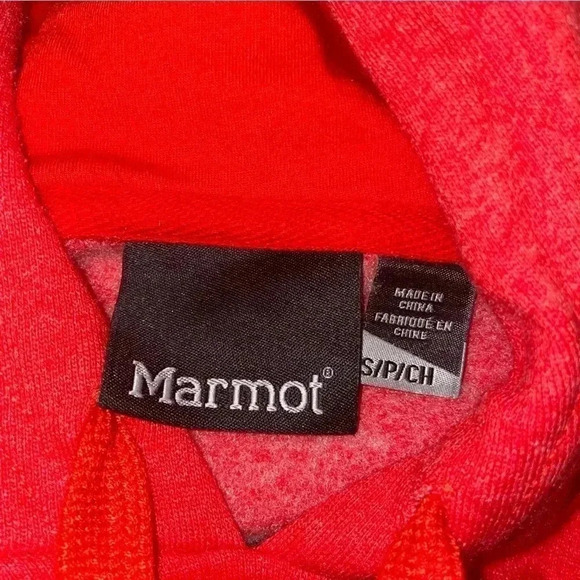 Marmot®
MADE IN
CHINA
FABRIQUÉ EN
CHINE
S/P/CH